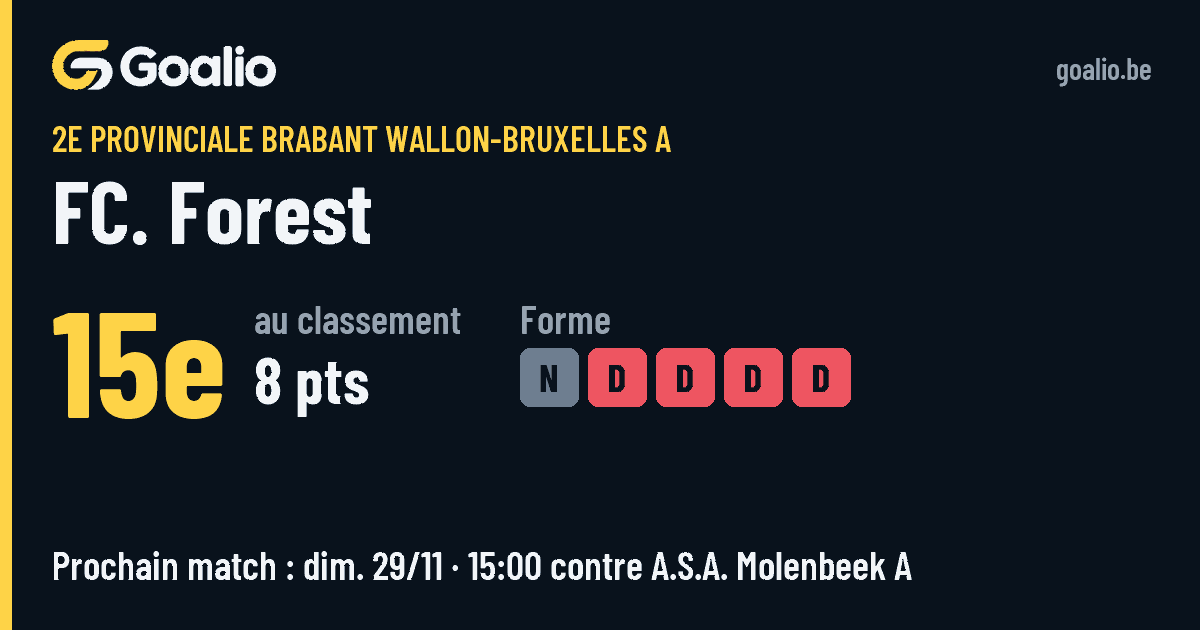 Goalio
goalio.be
2E PROVINCIALE BRABANT WALLON-BRUXELLES A
FC. Forest
15e
au classement
8 pts
Forme
N D D D D
Prochain match : dim. 29/11 · 15:00 contre A.S.A. Molenbeek A